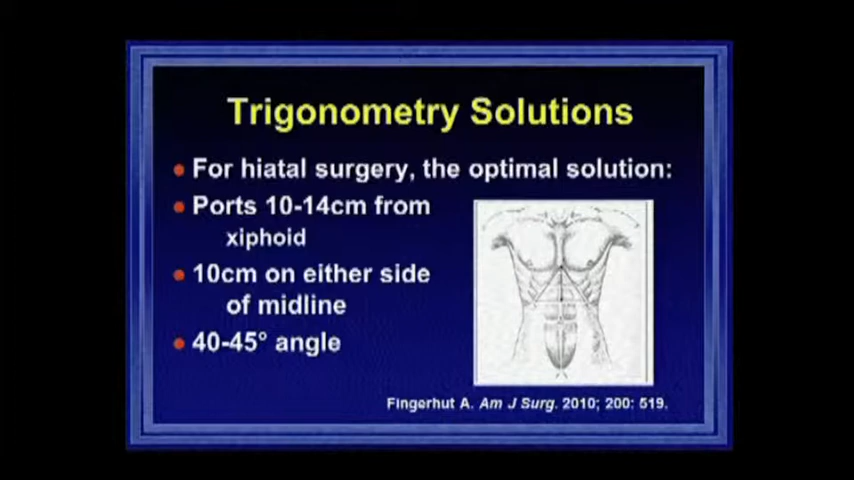 Trigonometry Solutions
• For hiatal surgery, the optimal solution:
• Ports 10-14cm from
xiphoid
• 10cm on either side
of midline
• 40-45° angle
Fingerhut A. Am J Surg. 2010; 200: 519.